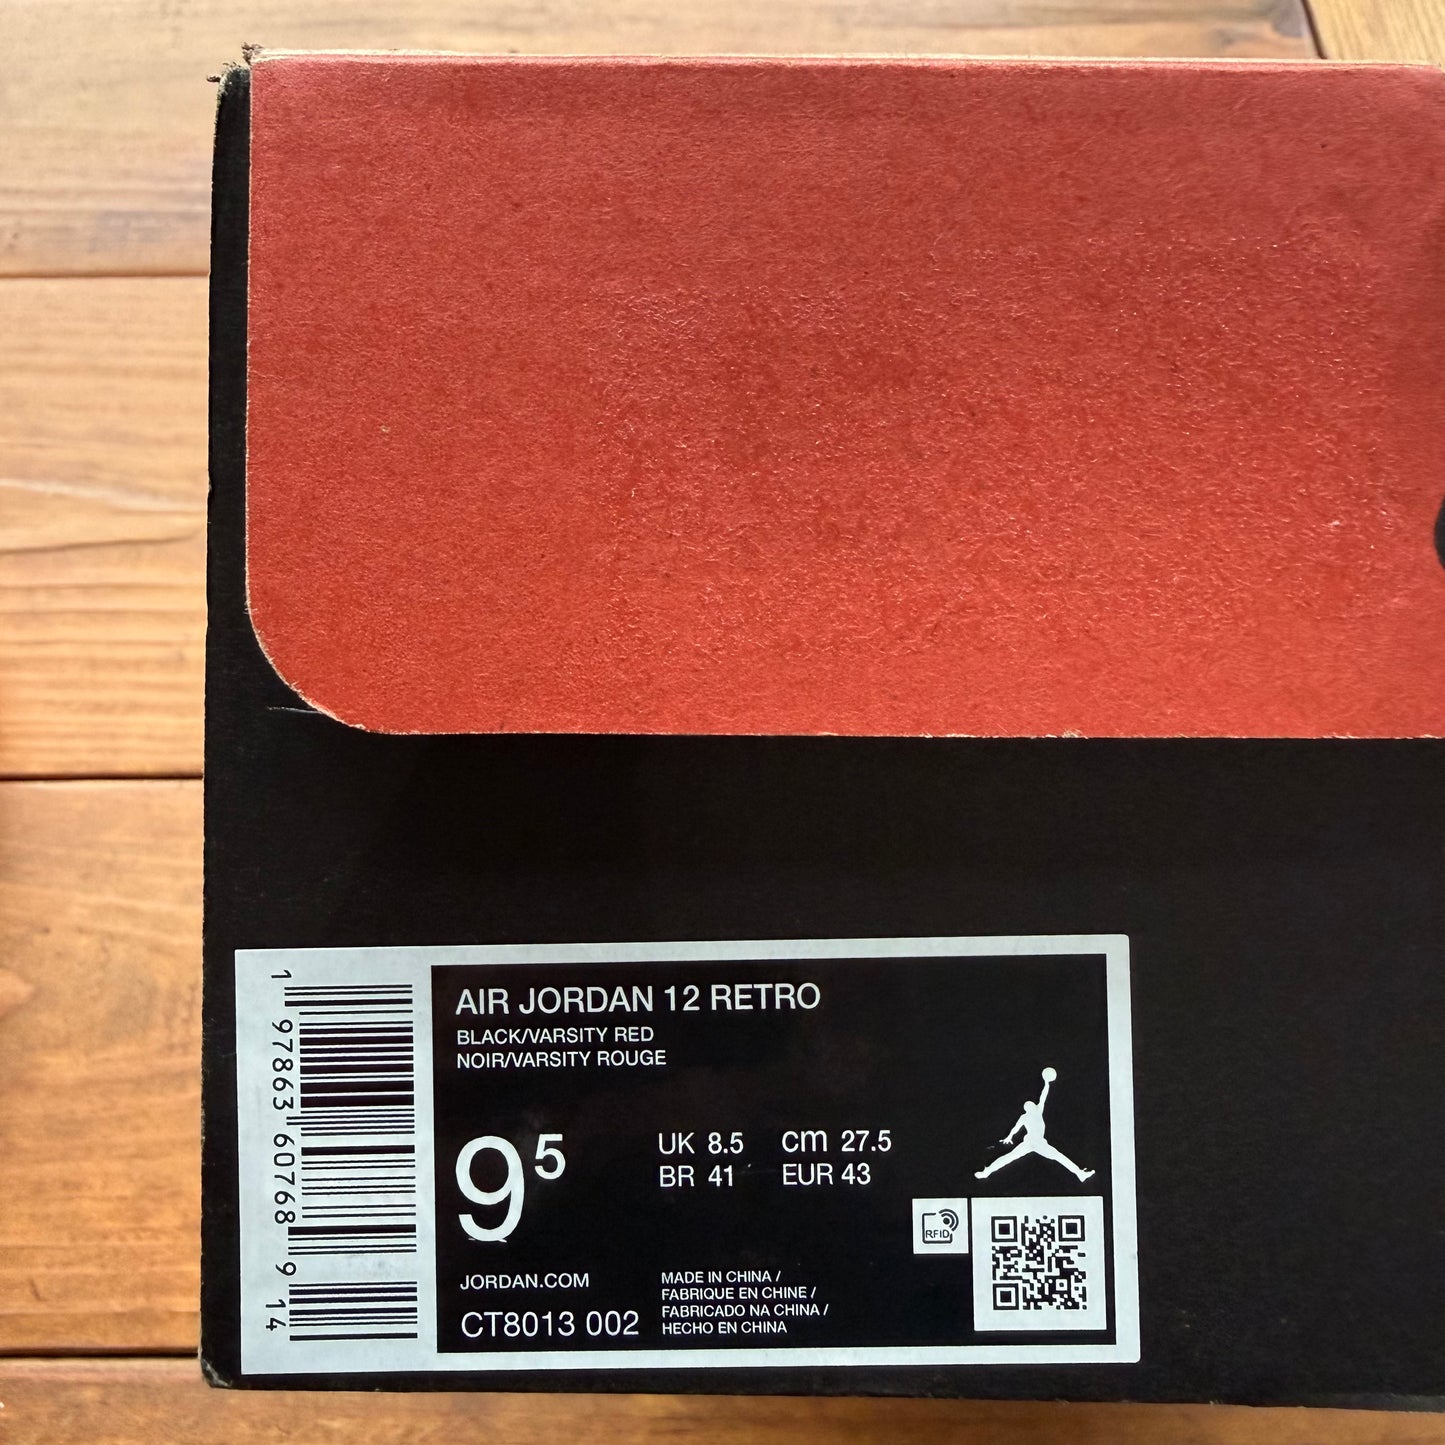 AIR JORDAN 12 RETRO
BLACK/VARSITY RED
NOIR/VARSITY ROUGE
9⁵
UK 8.5 cm 27.5
BR 41 EUR 43
RFID
JORDAN.COM
CT8013 002
MADE IN CHINA /
FABRIQUE EN CHINE /
FABRICADO NA CHINA /
HECHO EN CHINA
1 97863 60768 9 14